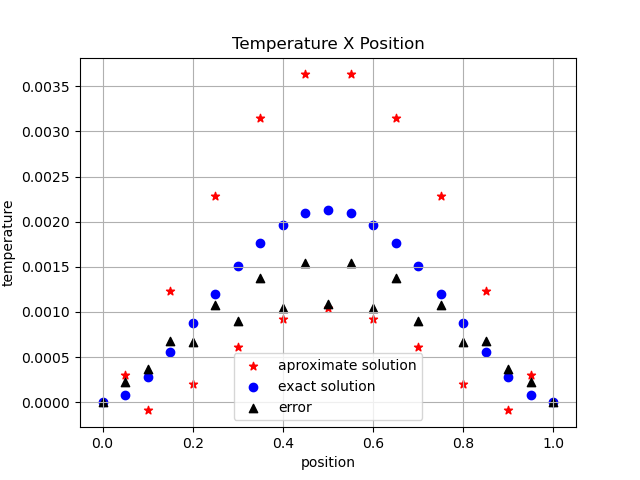 Temperature X Position
0.0035
0.0030
0.0025
0.0020
0.0015
0.0010
0.0005
0.0000
temperature
aproximate solution
exact solution
error
0.0 0.2 0.4 0.6 0.8 1.0
position